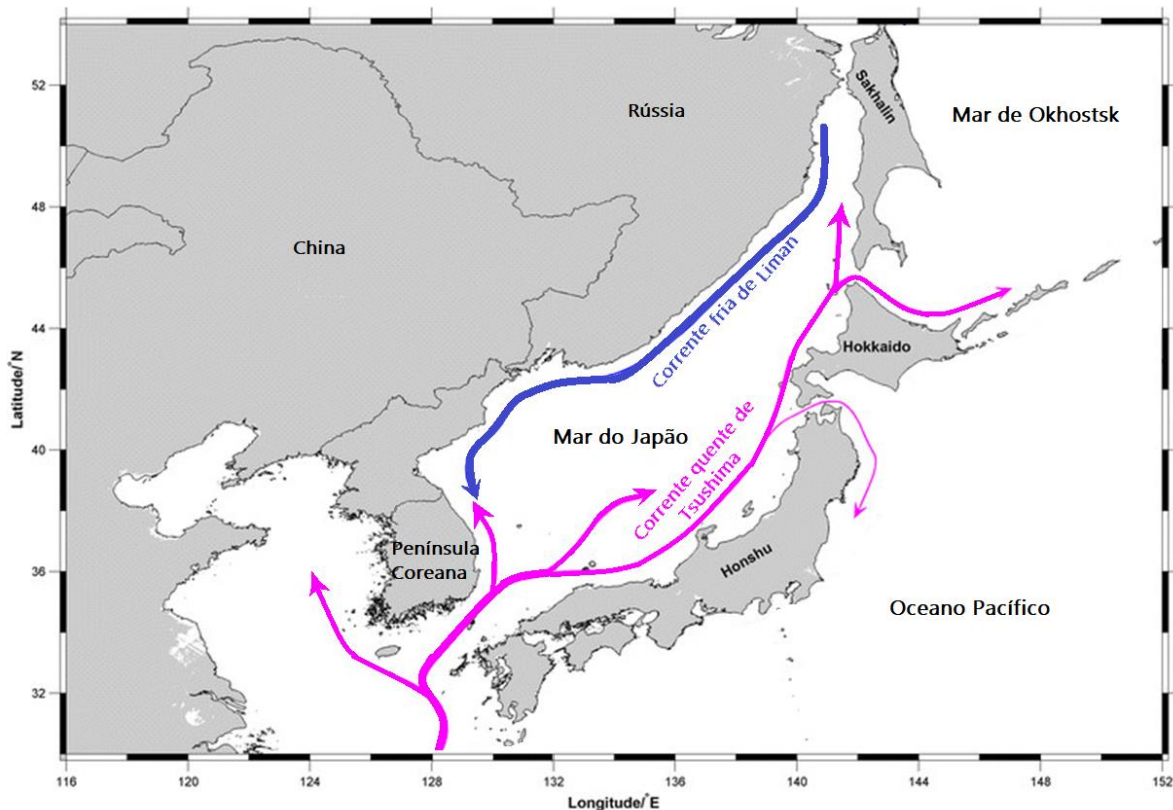 Rússia
Sakhalin
Mar de Okhostsk
China
Corrente fria de Liman
Hokkaido
Mar do Japão
Corrente quente de
Tsushima
Península
Coreana
Honshu
Oceano Pacífico
Latitude/°N
52
48
44
40
36
32
116
120
124
128
132
136
140
144
148
152
Longitude/°E